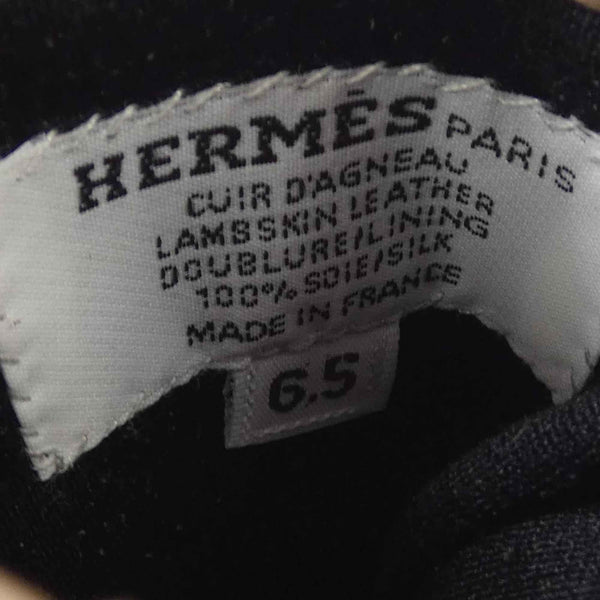 HERMÈS PARIS
CUIR D'AGNEAU
LAMBSKIN LEATHER
DOUBLURE/LINING
100% SOIE/SILK
MADE IN FRANCE
6.5